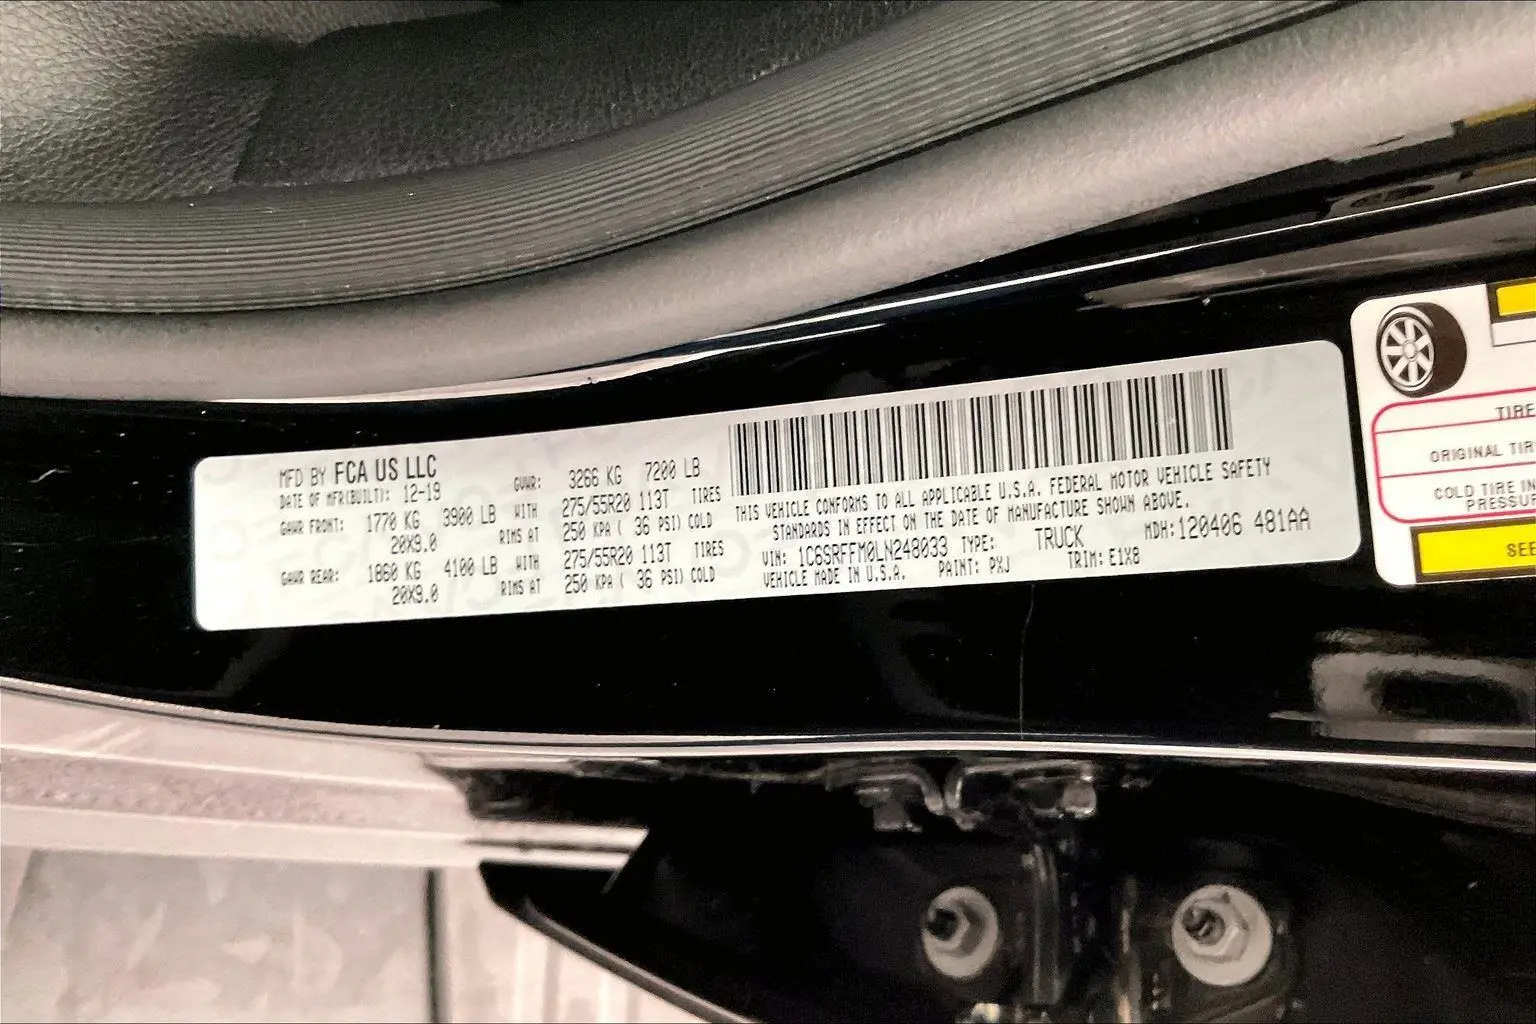 MFD BY FCA US LLC
DATE OF MFR(BUILT): 12-19
GVWR: 3266 KG 7200 LB
GAWR FRONT: 1770 KG 3900 LB WITH 275/55R20 113T TIRES
20X9.0 RIMS AT 250 KPA ( 36 PSI) COLD
GAWR REAR: 1860 KG 4100 LB WITH 275/55R20 113T TIRES
20X9.0 RIMS AT 250 KPA ( 36 PSI) COLD
THIS VEHICLE CONFORMS TO ALL APPLICABLE U.S.A. FEDERAL MOTOR VEHICLE SAFETY
STANDARDS IN EFFECT ON THE DATE OF MANUFACTURE SHOWN ABOVE.
VIN: 1C6SRFFM0LN248033 TYPE: TRUCK MDH:120406 481AA
VEHICLE MADE IN U.S.A. PAINT: PXJ TRIM: E1X8
TIRE
ORIGINAL TIR
COLD TIRE IN
PRESSU
SEE